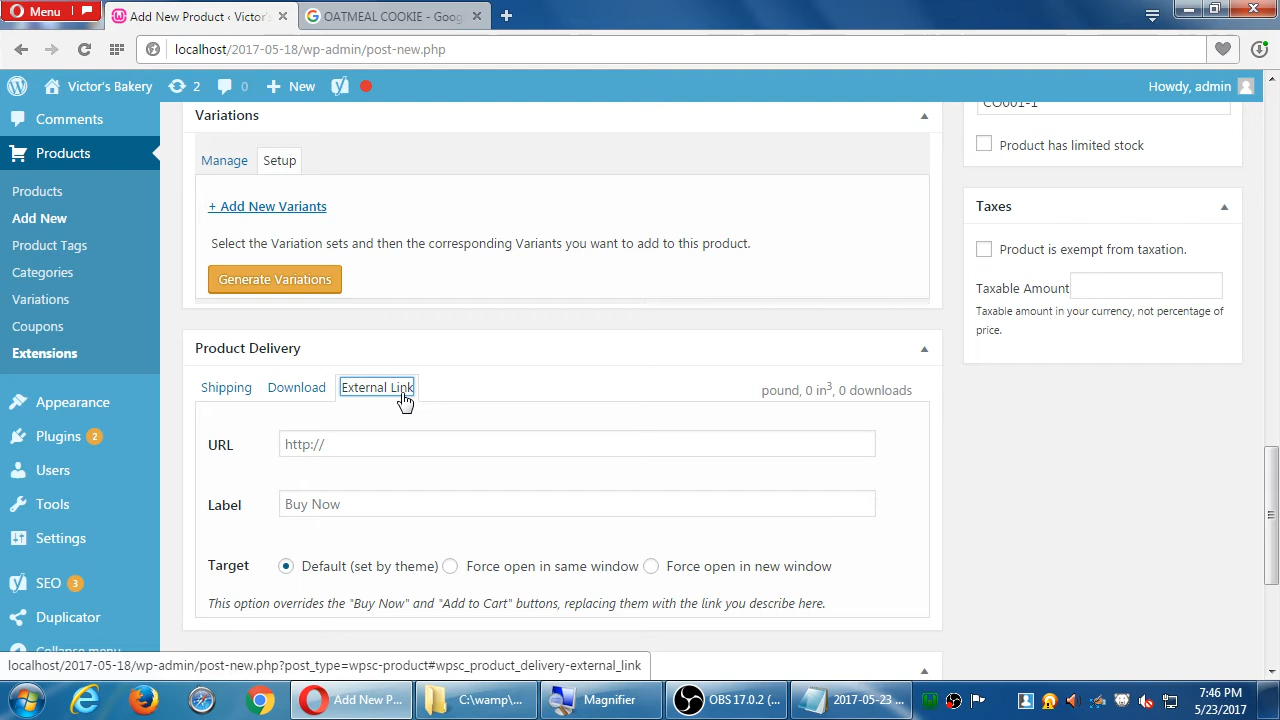 Menu
Add New Product ‹ Victor's
OATMEAL COOKIE - Goog
localhost/2017-05-18/wp-admin/post-new.php
Victor's Bakery
2
0
New
Howdy, admin
Comments
Products
Products
Add New
Product Tags
Categories
Variations
Coupons
Extensions
Appearance
Plugins 2
Users
Tools
Settings
SEO 3
Duplicator
Collapse menu
Variations
Manage
Setup
+ Add New Variants
Select the Variation sets and then the corresponding Variants you want to add to this product.
Generate Variations
Product Delivery
Shipping
Download
External Link
pound, 0 in3, 0 downloads
URL
http://
Label
Buy Now
Target
Default (set by theme)
Force open in same window
Force open in new window
This option overrides the "Buy Now" and "Add to Cart" buttons, replacing them with the link you describe here.
CO001-1
Product has limited stock
Taxes
Product is exempt from taxation.
Taxable Amount
Taxable amount in your currency, not percentage of
price.
localhost/2017-05-18/wp-admin/post-new.php?post_type=wpsc-product#wpsc_product_delivery-external_link
Add New P...
C:\wamp\...
Magnifier
OBS 17.0.2 (...
2017-05-23 ...
7:46 PM
5/23/2017